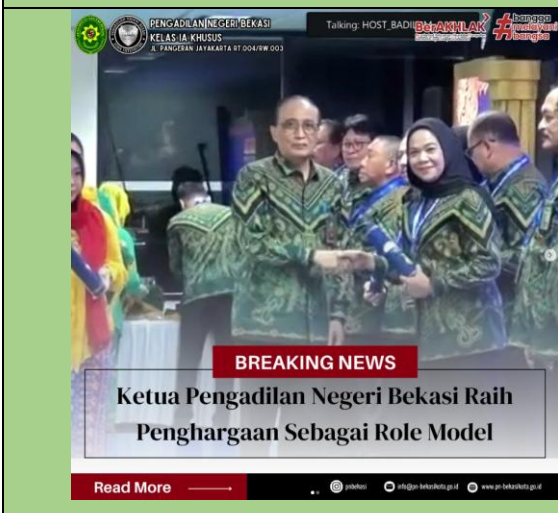 PENGADILAN NEGERI BEKASI
KELAS IA KHUSUS
JL. PANGERAN JAYAKARTA RT.004/RW.003
Talking: HOST_BADIL
BerAKHLAK
#bangga
melayani
bangsa
BREAKING NEWS
Ketua Pengadilan Negeri Bekasi Raih
Penghargaan Sebagai Role Model
Read More
pnbekasi
info@pn-bekasikota.go.id
www.pn-bekasikota.go.id